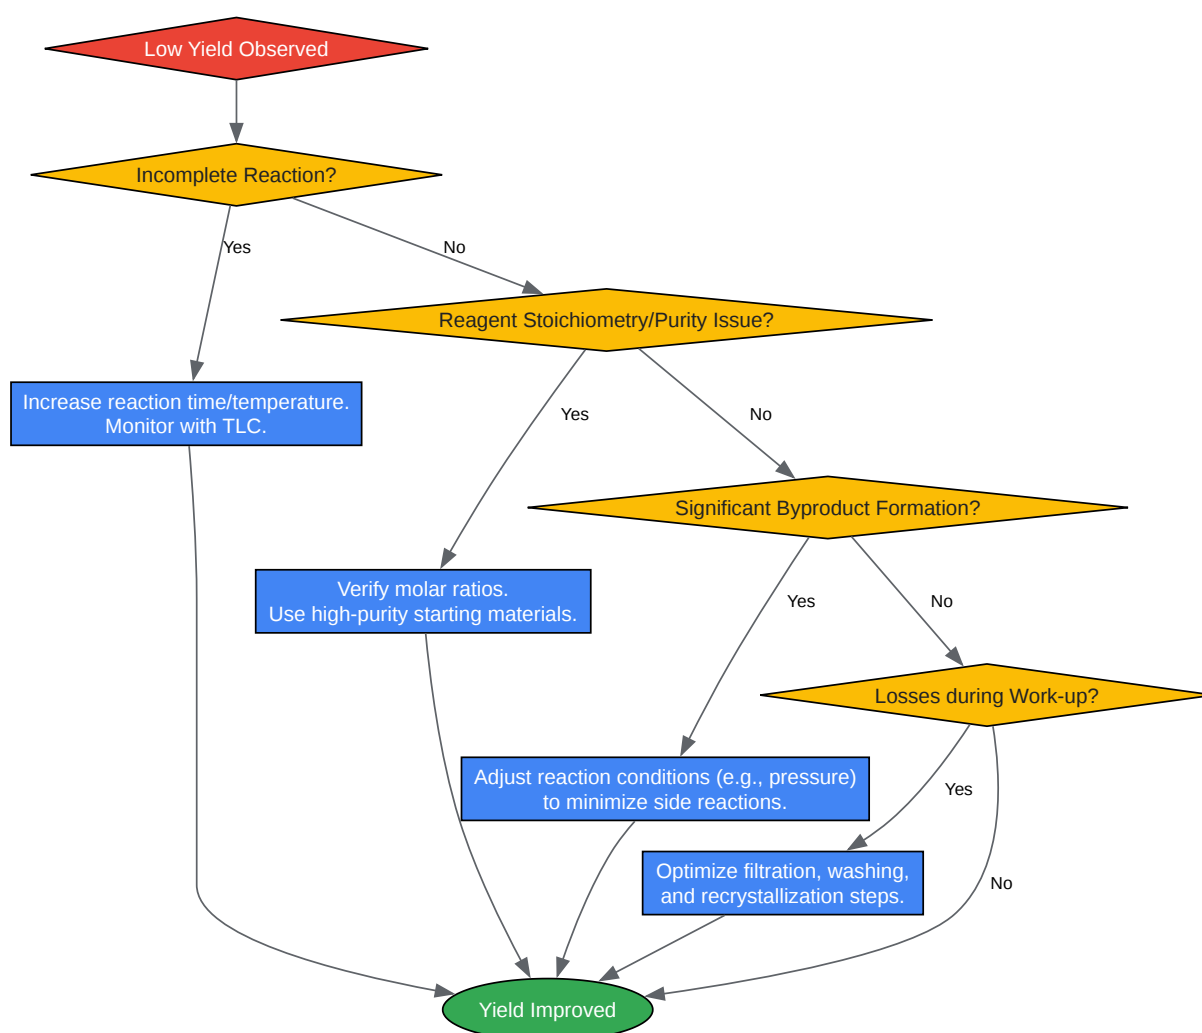 Low Yield Observed
Incomplete Reaction?
Yes
No
Reagent Stoichiometry/Purity Issue?
Increase reaction time/temperature.
Monitor with TLC.
Yes
No
Significant Byproduct Formation?
Verify molar ratios.
Use high-purity starting materials.
Yes
No
Losses during Work-up?
Adjust reaction conditions (e.g., pressure)
to minimize side reactions.
Yes
Optimize filtration, washing,
and recrystallization steps.
No
Yield Improved